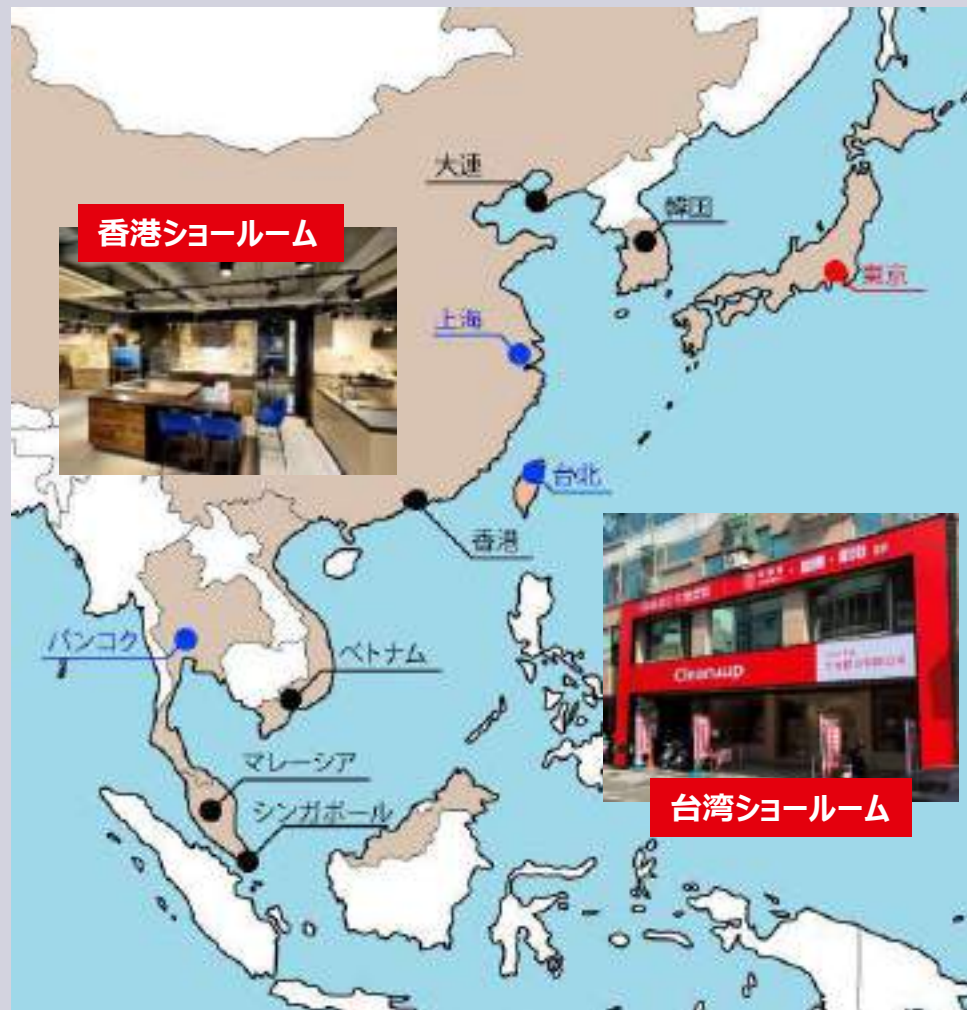 大連
韓国
香港ショールーム
東京
上海
台北
香港
バンコク
ベトナム
Cleanup
マレーシア
シンガポール
台湾ショールーム